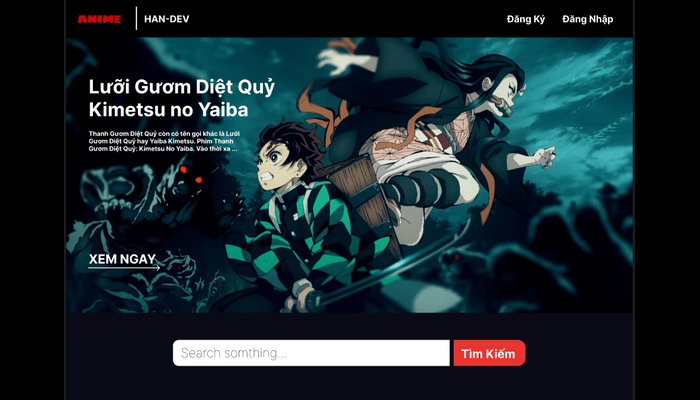 ANIME
HAN-DEV
Đăng Ký
Đăng Nhập
Lưỡi Gươm Diệt Quỷ
Kimetsu no Yaiba
Thanh Gươm Diệt Quỷ còn có tên gọi khác là Lưỡi
Gươm Diệt Quỷ hay Yaiba Kimetsu. Phim Thanh
Gươm Diệt Quỷ: Kimetsu No Yaiba. Vào thời xa ...
XEM NGAY
Search somthing...
Tìm Kiếm